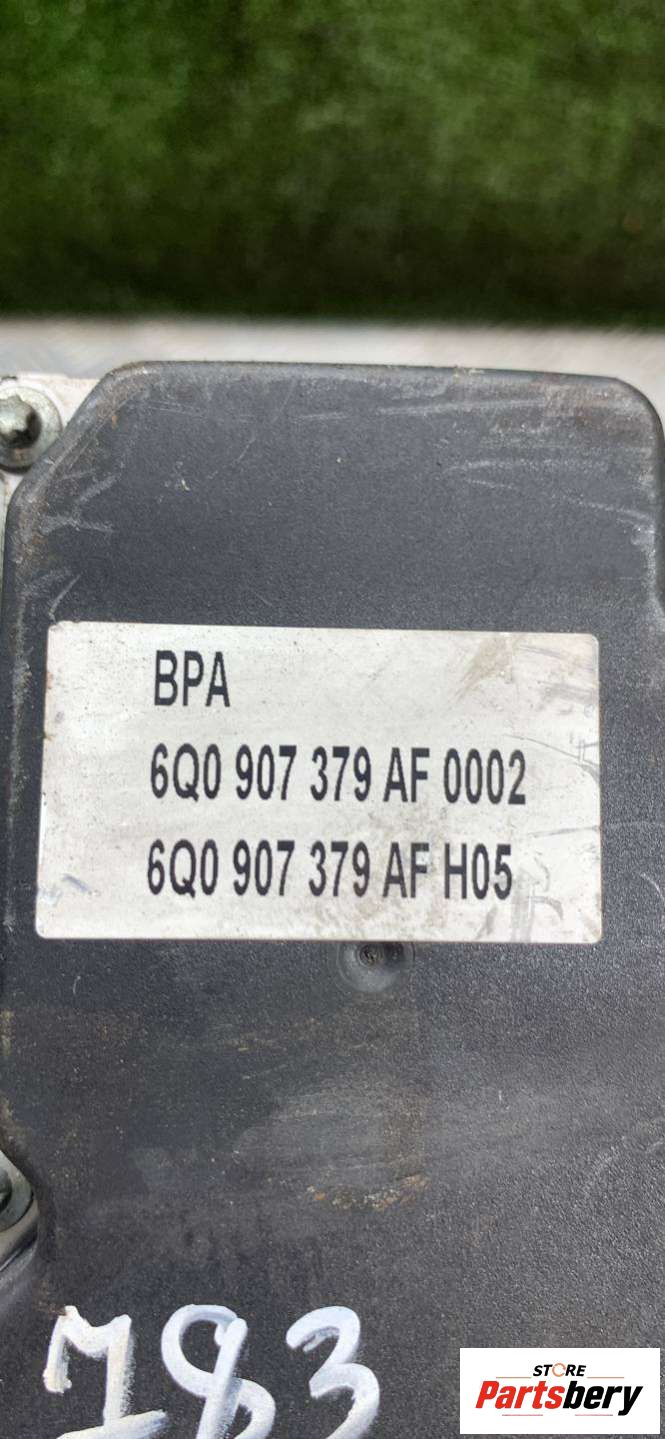 BPA
6Q0 907 379 AF 0002
6Q0 907 379 AF H05
783
STORE
Partsbery